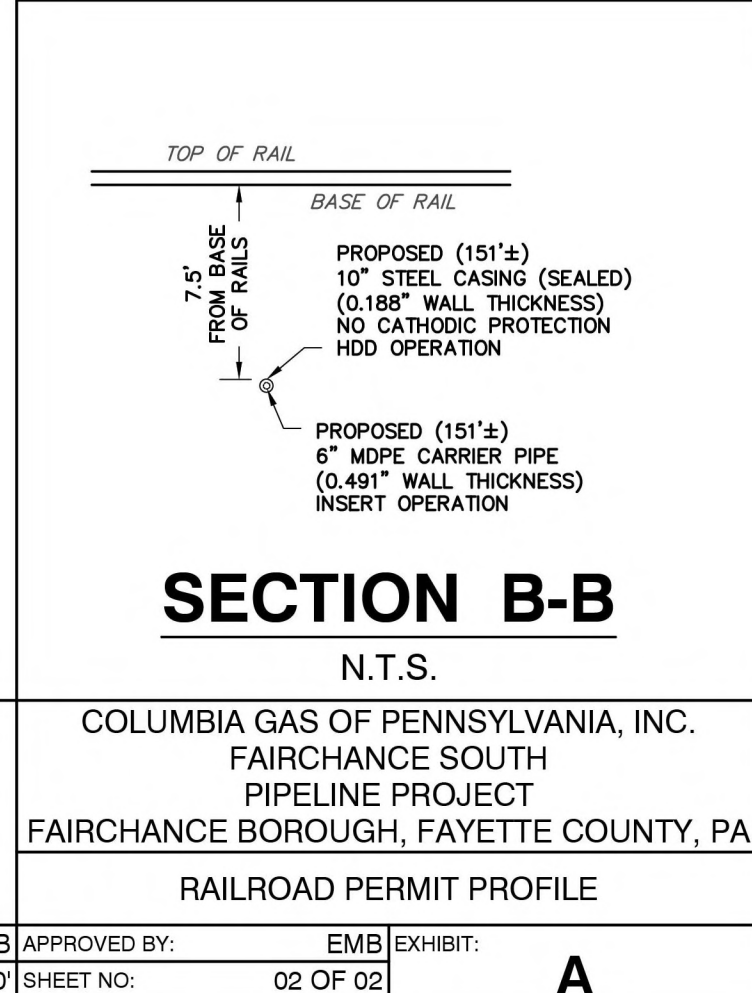 TOP OF RAIL
BASE OF RAIL
7.5'
FROM BASE
OF RAILS
PROPOSED (151'±)
10" STEEL CASING (SEALED)
(0.188" WALL THICKNESS)
NO CATHODIC PROTECTION
HDD OPERATION
PROPOSED (151'±)
6" MDPE CARRIER PIPE
(0.491" WALL THICKNESS)
INSERT OPERATION
SECTION B-B
N.T.S.
COLUMBIA GAS OF PENNSYLVANIA, INC.
FAIRCHANCE SOUTH
PIPELINE PROJECT
FAIRCHANCE BOROUGH, FAYETTE COUNTY, PA
RAILROAD PERMIT PROFILE
B APPROVED BY: EMB EXHIBIT:
0' SHEET NO: 02 OF 02 A